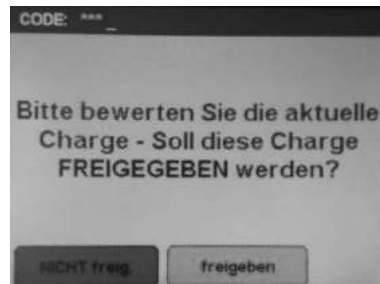 CODE: ***_
Bitte bewerten Sie die aktuelle
Charge - Soll diese Charge
FREIGEGEBEN werden?
NICHT freig.
freigeben